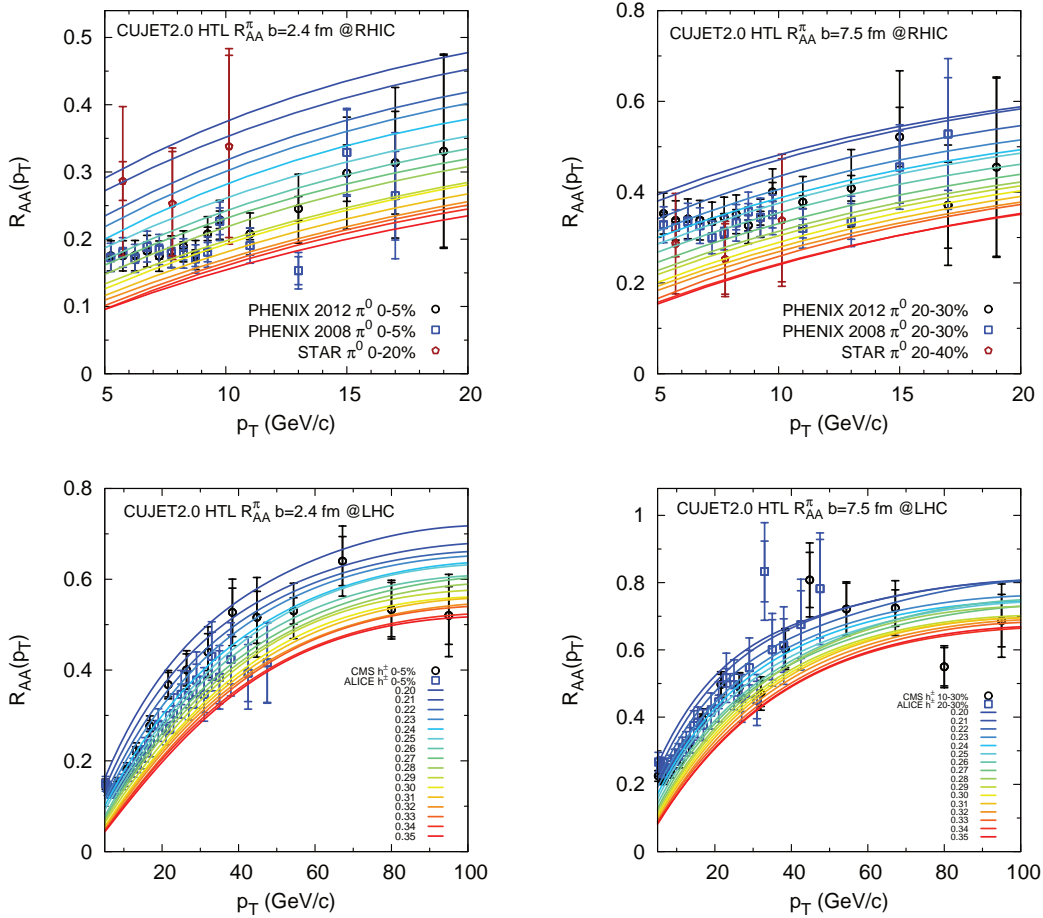 CUJET2.0 HTL R_AA^π b=2.4 fm @RHIC
0.5
0.4
0.3
0.2
0.1
0
R_AA(p_T)
PHENIX 2012 π^0 0-5%
PHENIX 2008 π^0 0-5%
STAR π^0 0-20%
5 10 15 20
p_T (GeV/c)
CUJET2.0 HTL R_AA^π b=7.5 fm @RHIC
0.8
0.6
0.4
0.2
0
R_AA(p_T)
PHENIX 2012 π^0 20-30%
PHENIX 2008 π^0 20-30%
STAR π^0 20-40%
5 10 15 20
p_T (GeV/c)
CUJET2.0 HTL R_AA^π b=2.4 fm @LHC
0.8
0.6
0.4
0.2
0
R_AA(p_T)
CMS h^± 0-5%
ALICE h^± 0-5%
0.20
0.21
0.22
0.23
0.24
0.25
0.26
0.27
0.28
0.29
0.30
0.31
0.32
0.33
0.34
0.35
20 40 60 80 100
p_T (GeV/c)
CUJET2.0 HTL R_AA^π b=7.5 fm @LHC
1
0.8
0.6
0.4
0.2
0
R_AA(p_T)
CMS h^± 10-30%
ALICE h^± 20-30%
0.20
0.21
0.22
0.23
0.24
0.25
0.26
0.27
0.28
0.29
0.30
0.31
0.32
0.33
0.34
0.35
20 40 60 80 100
p_T (GeV/c)